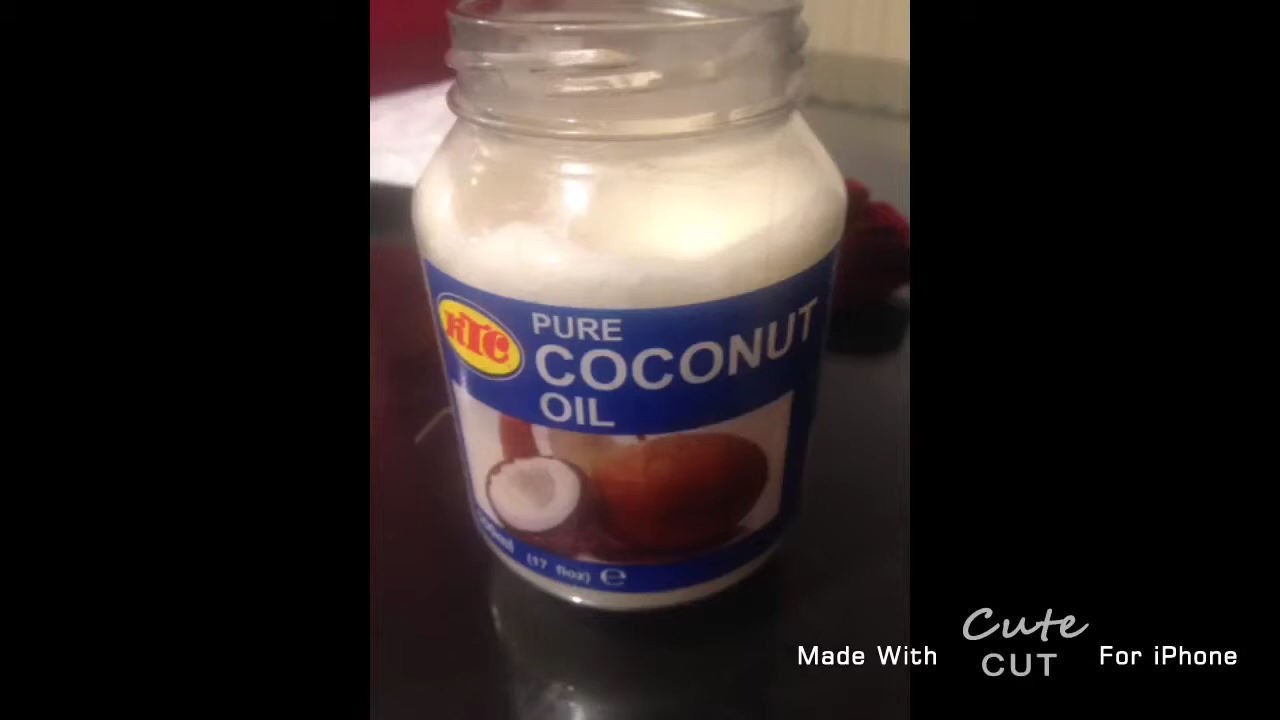 KTC
PURE
COCONUT
OIL
(17 floz) e
Made With Cute CUT For iPhone